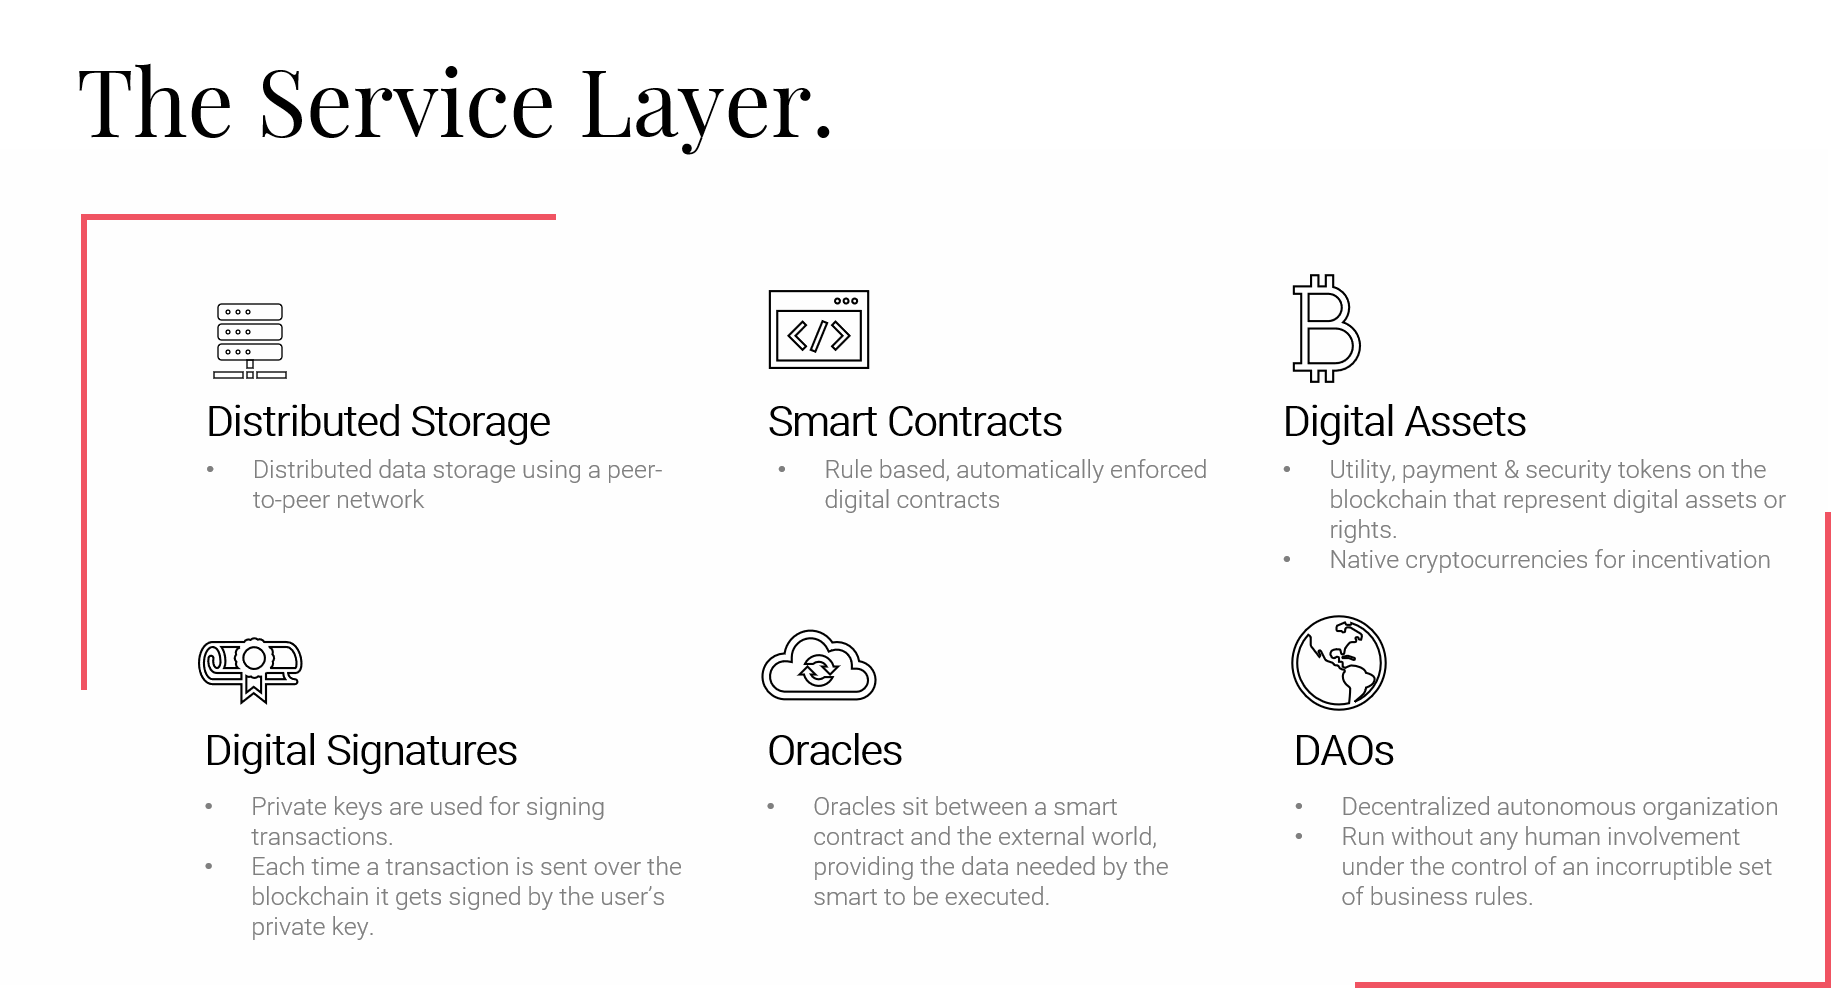 The Service Layer.
Distributed Storage
• Distributed data storage using a peer-
to-peer network
Smart Contracts
• Rule based, automatically enforced
digital contracts
Digital Assets
• Utility, payment & security tokens on the
blockchain that represent digital assets or
rights.
• Native cryptocurrencies for incentivation
Digital Signatures
• Private keys are used for signing
transactions.
• Each time a transaction is sent over the
blockchain it gets signed by the user’s
private key.
Oracles
• Oracles sit between a smart
contract and the external world,
providing the data needed by the
smart to be executed.
DAOs
• Decentralized autonomous organization
• Run without any human involvement
under the control of an incorruptible set
of business rules.